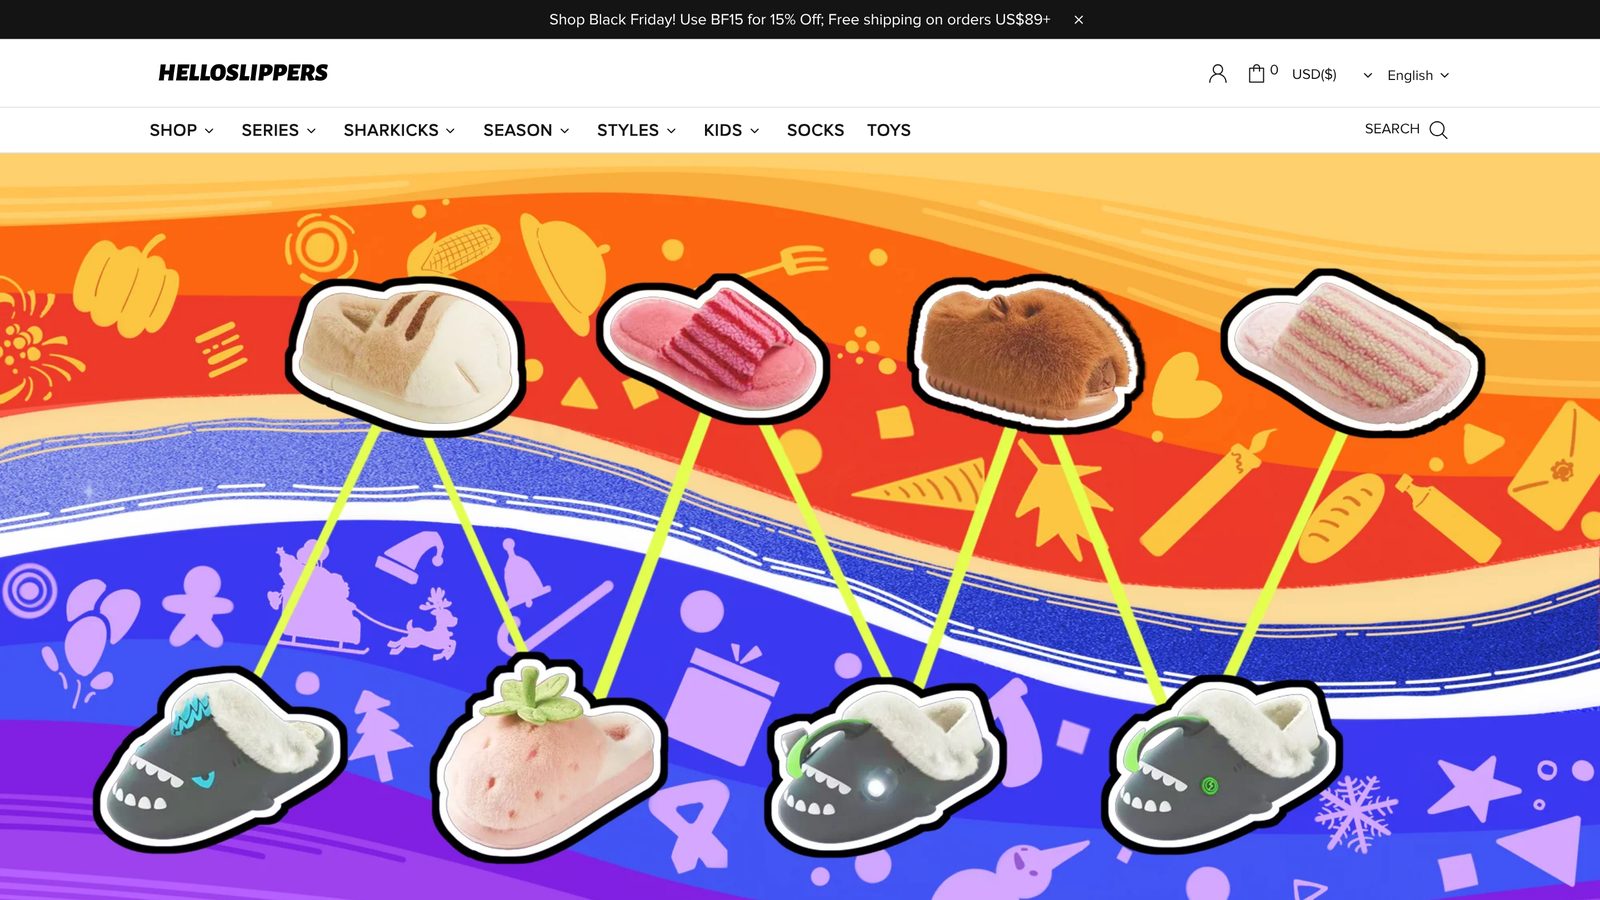 Shop Black Friday! Use BF15 for 15% Off; Free shipping on orders US$89+
HELLOSLIPPERS
0
USD($)
English
SHOP
SERIES
SHARKICKS
SEASON
STYLES
KIDS
SOCKS
TOYS
SEARCH